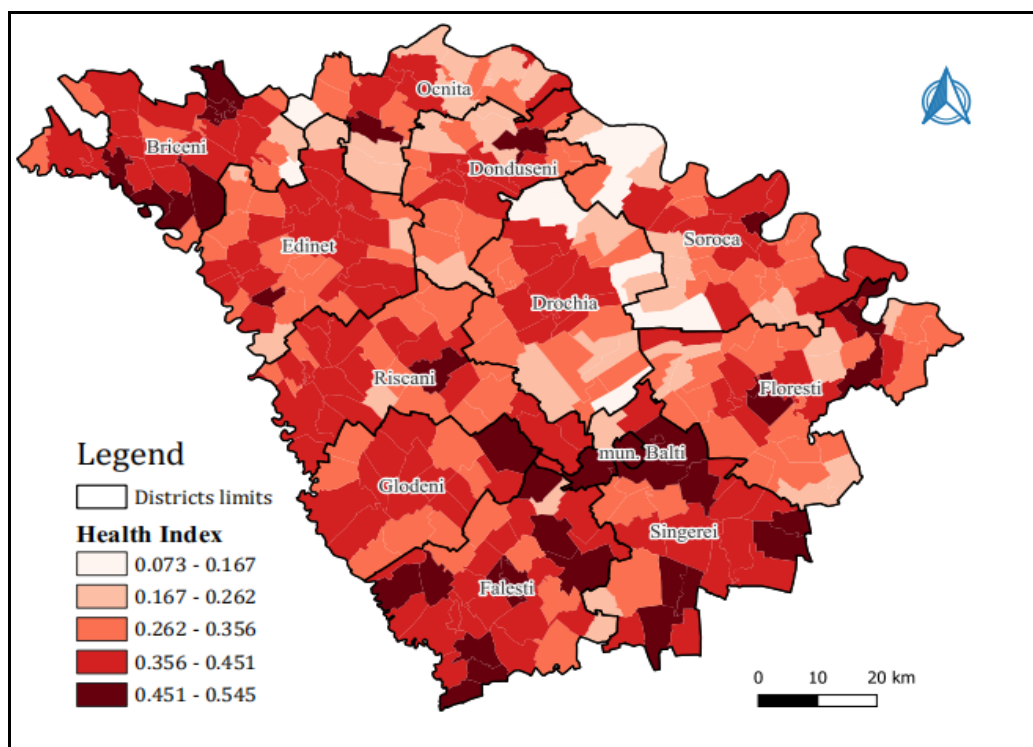 Ocnita
Briceni
Donduseni
Edinet
Soroca
Drochia
Riscani
Floresti
mun. Balti
Glodeni
Singerei
Falesti
Legend
Districts limits
Health Index
0.073 - 0.167
0.167 - 0.262
0.262 - 0.356
0.356 - 0.451
0.451 - 0.545
0 10 20 km